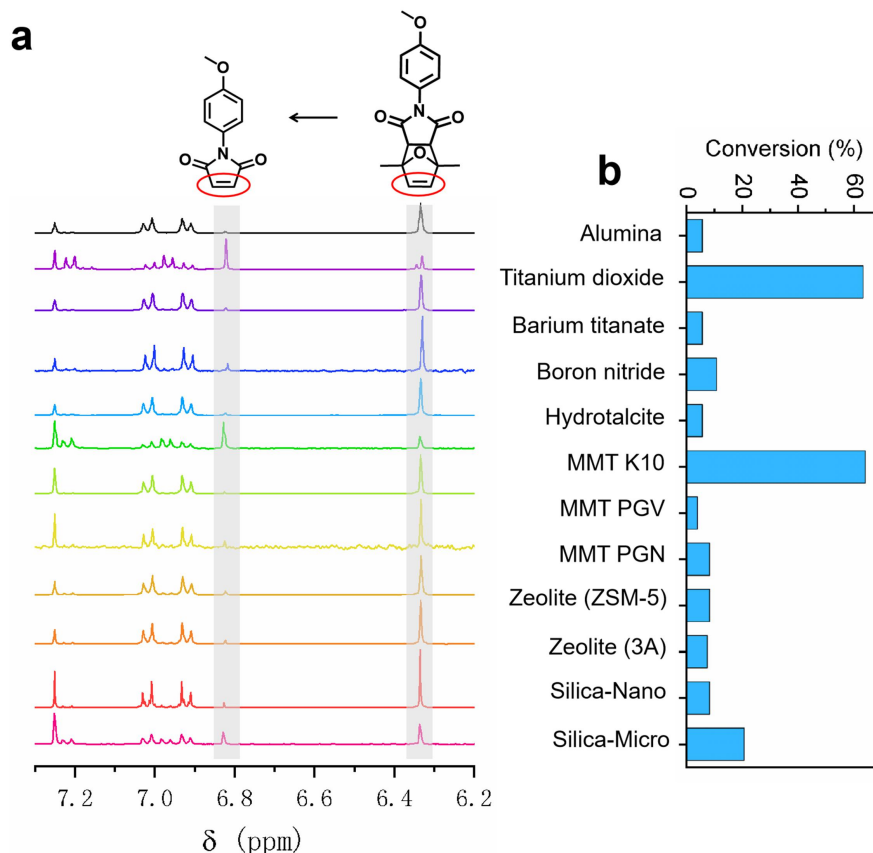 a
O
N
O
O
O
N
O
O
O
b
Conversion (%)
0
20
40
60
Alumina
Titanium dioxide
Barium titanate
Boron nitride
Hydrotalcite
MMT K10
MMT PGV
MMT PGN
Zeolite (ZSM-5)
Zeolite (3A)
Silica-Nano
Silica-Micro
7.2
7.0
6.8
6.6
6.4
6.2
δ (ppm)